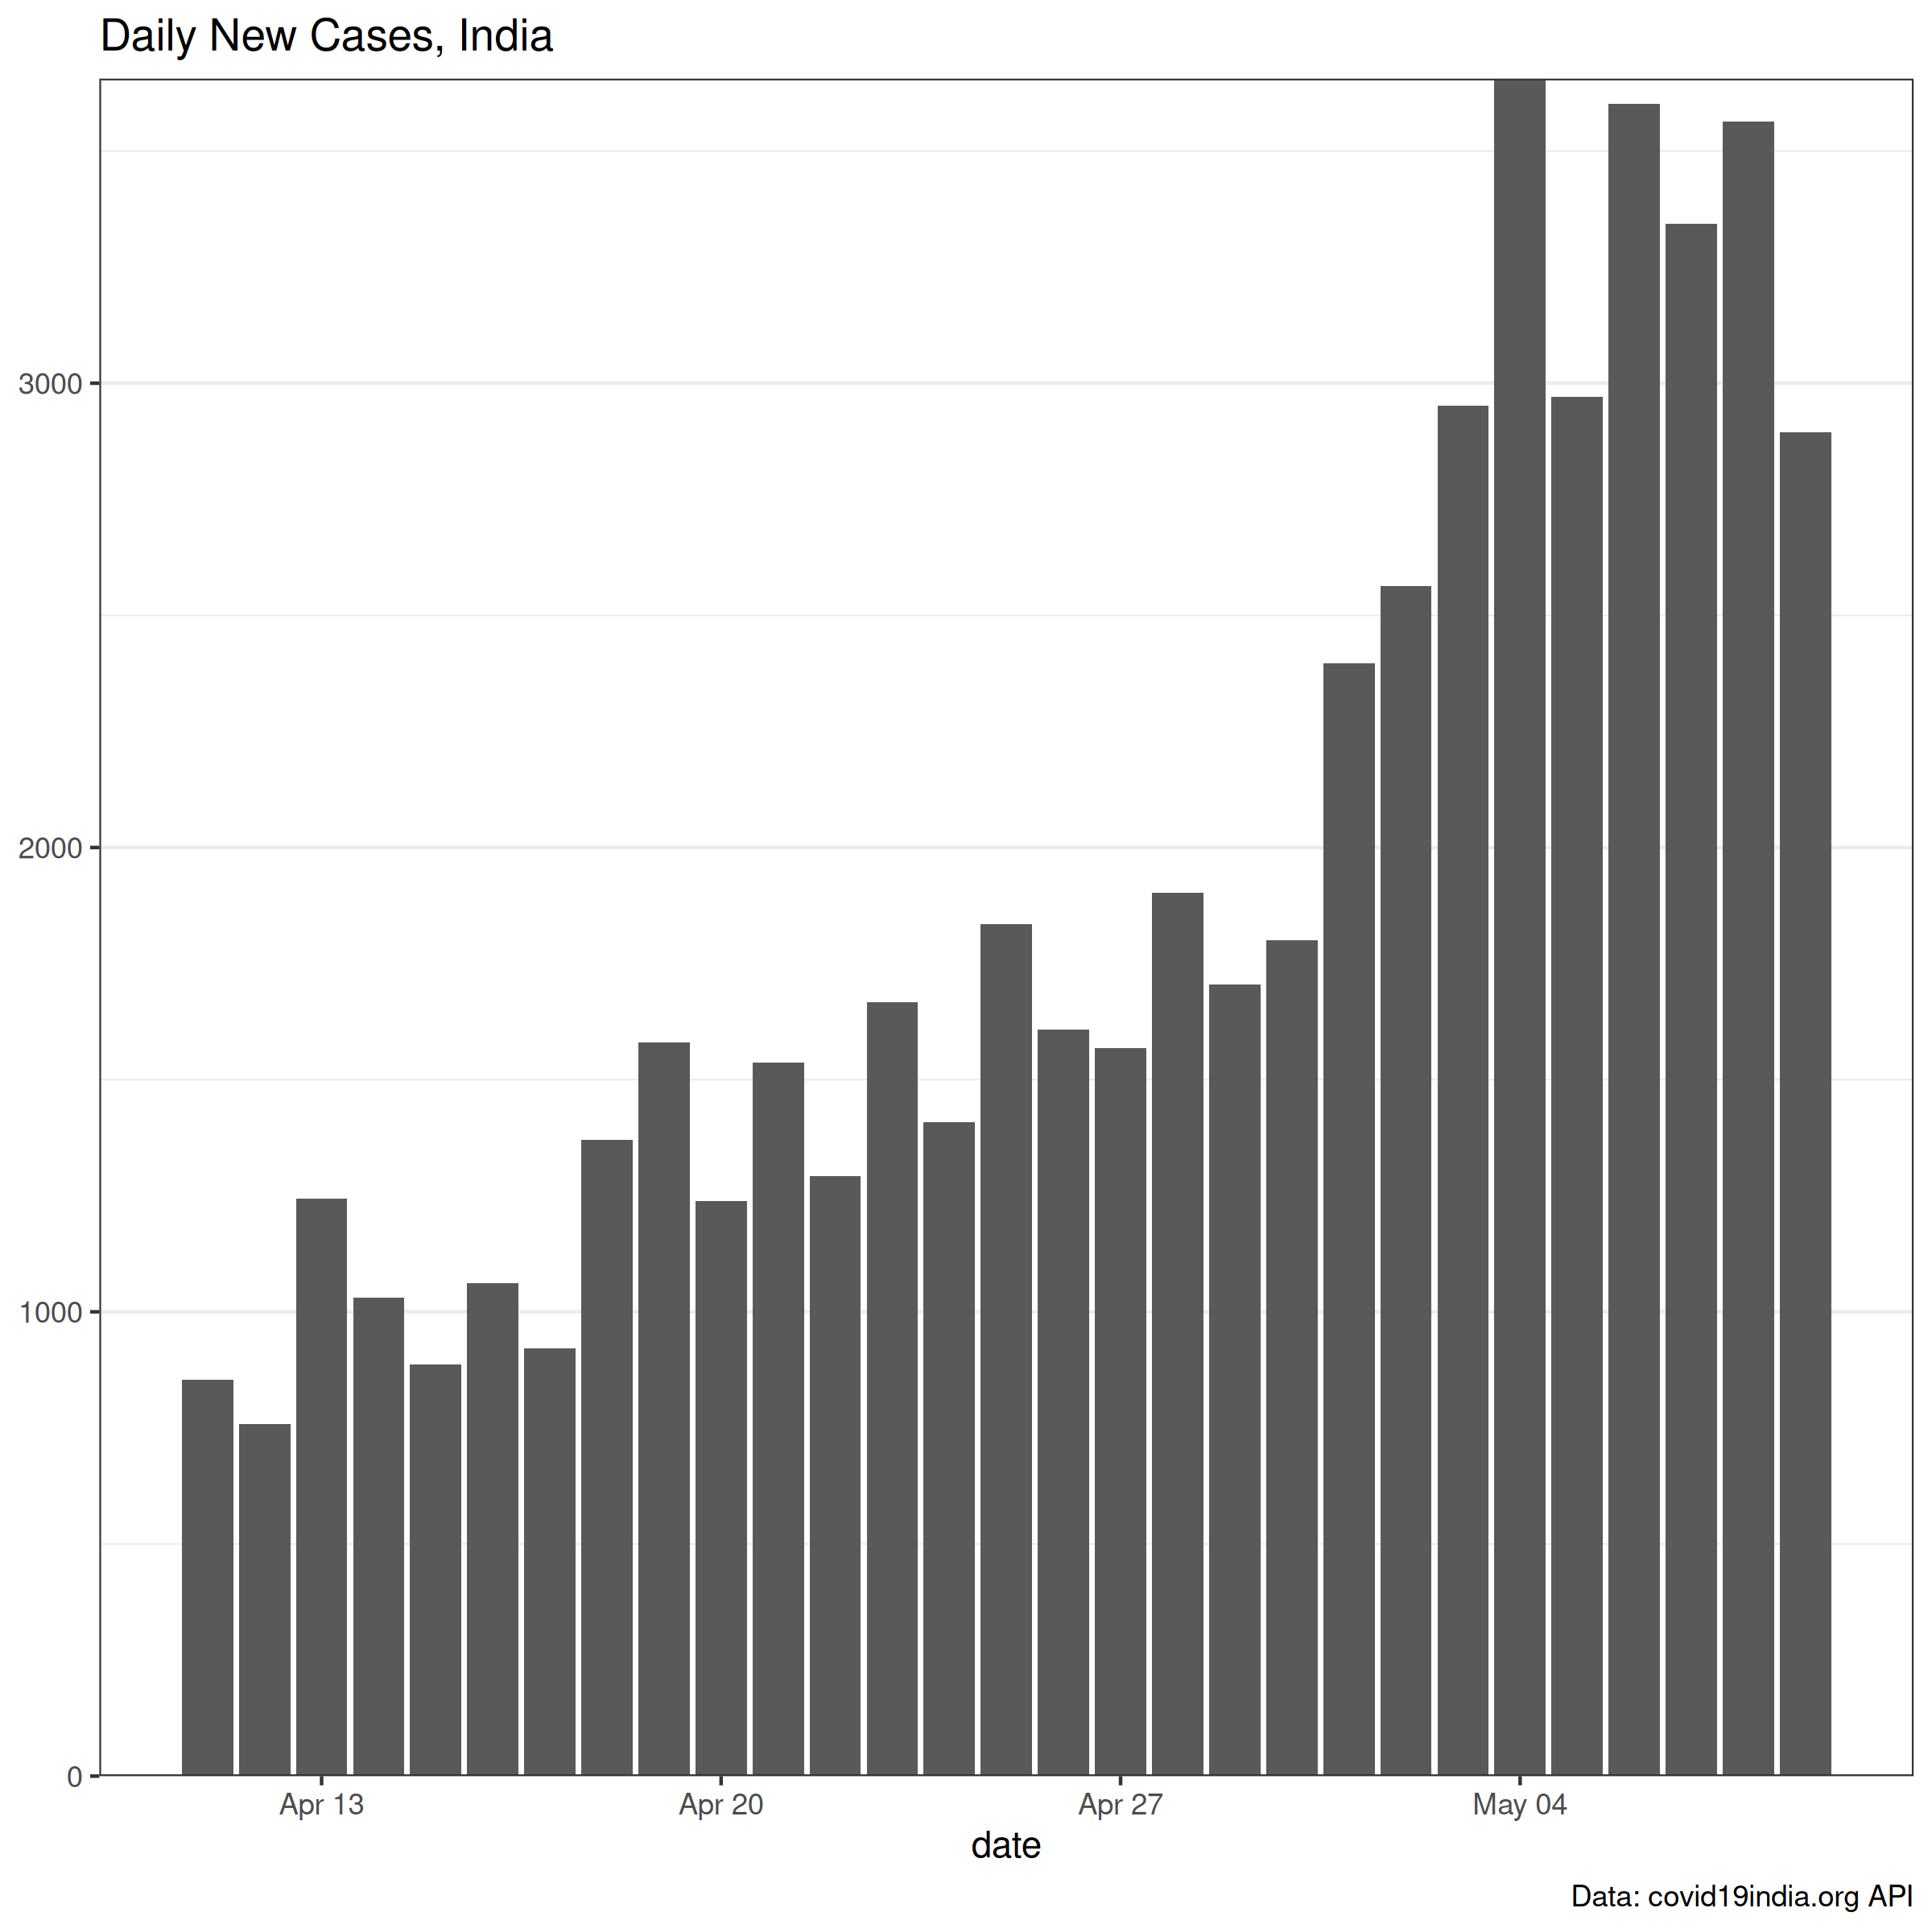 Daily New Cases, India
3000
2000
1000
0
Apr 13
Apr 20
Apr 27
May 04
date
Data: covid19india.org API